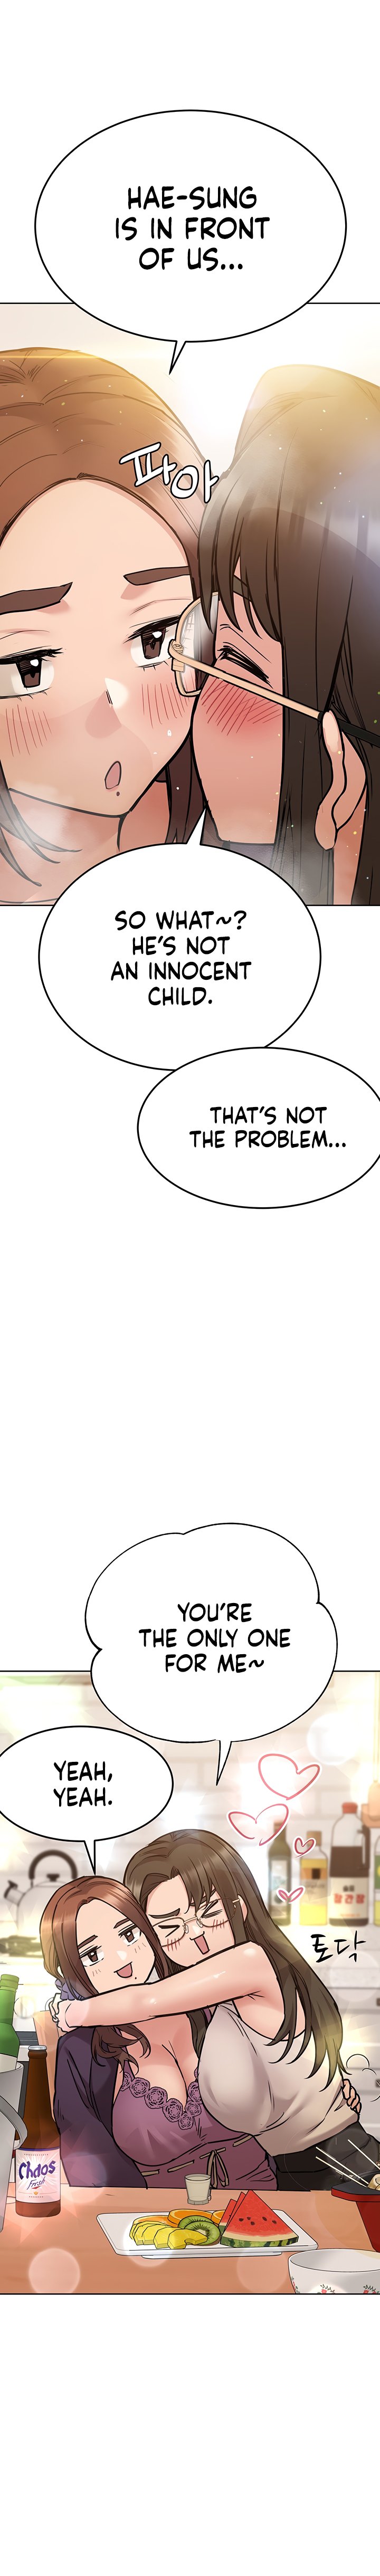 HAE-SUNG
IS IN FRONT
OF US...
파아
SO WHAT~?
HE'S NOT
AN INNOCENT
CHILD.
THAT'S NOT
THE PROBLEM...
YOU'RE
THE ONLY ONE
FOR ME~
YEAH,
YEAH.
토닥
Chaos
Fresh